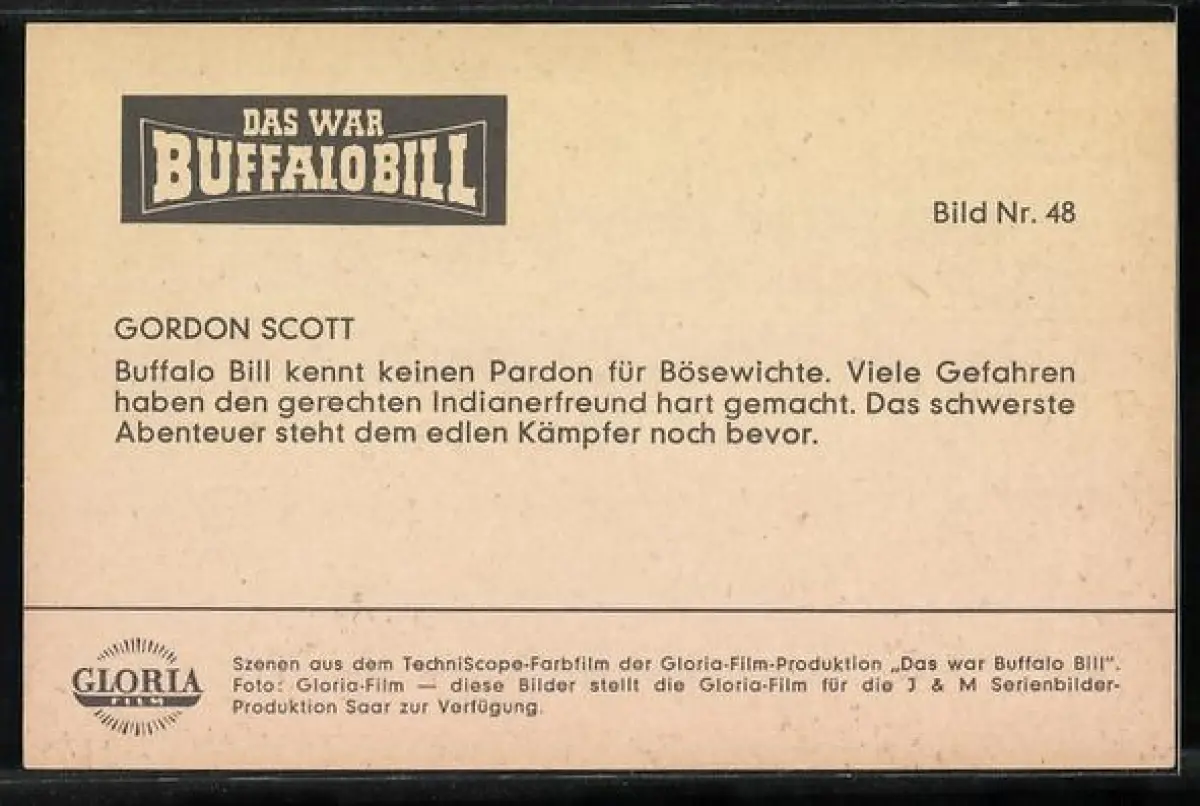 DAS WAR
BUFFALO BILL
Bild Nr. 48
GORDON SCOTT
Buffalo Bill kennt keinen Pardon für Bösewichte. Viele Gefahren
haben den gerechten Indianerfreund hart gemacht. Das schwerste
Abenteuer steht dem edlen Kämpfer noch bevor.
GLORIA
FILM
Szenen aus dem TechniScope-Farbfilm der Gloria-Film-Produktion „Das war Buffalo Bill".
Foto: Gloria-Film — diese Bilder stellt die Gloria-Film für die J & M Serienbilder-
Produktion Saar zur Verfügung.